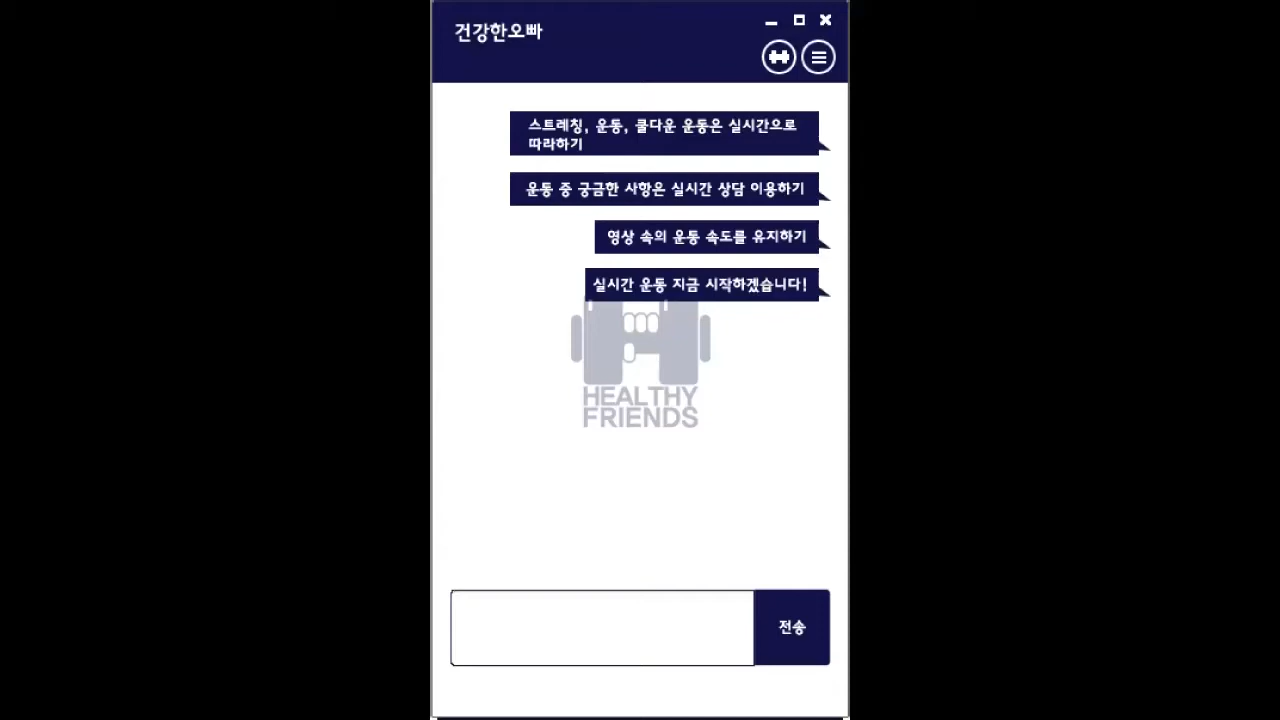 건강한오빠
스트레칭, 운동, 쿨다운 운동은 실시간으로
따라하기
운동 중 궁금한 사항은 실시간 상담 이용하기
영상 속의 운동 속도를 유지하기
실시간 운동 지금 시작하겠습니다!
HEALTHY
FRIENDS
전송